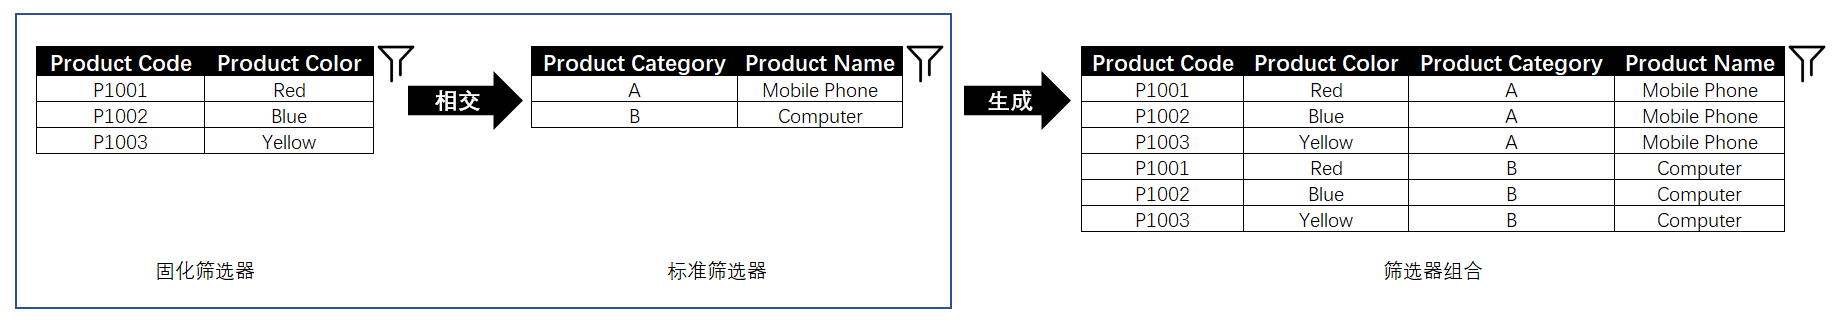 Product Code Product Color
P1001 Red
P1002 Blue
P1003 Yellow
固化筛选器
相交
Product Category Product Name
A Mobile Phone
B Computer
标准筛选器
生成
Product Code Product Color Product Category Product Name
P1001 Red A Mobile Phone
P1002 Blue A Mobile Phone
P1003 Yellow A Mobile Phone
P1001 Red B Computer
P1002 Blue B Computer
P1003 Yellow B Computer
筛选器组合